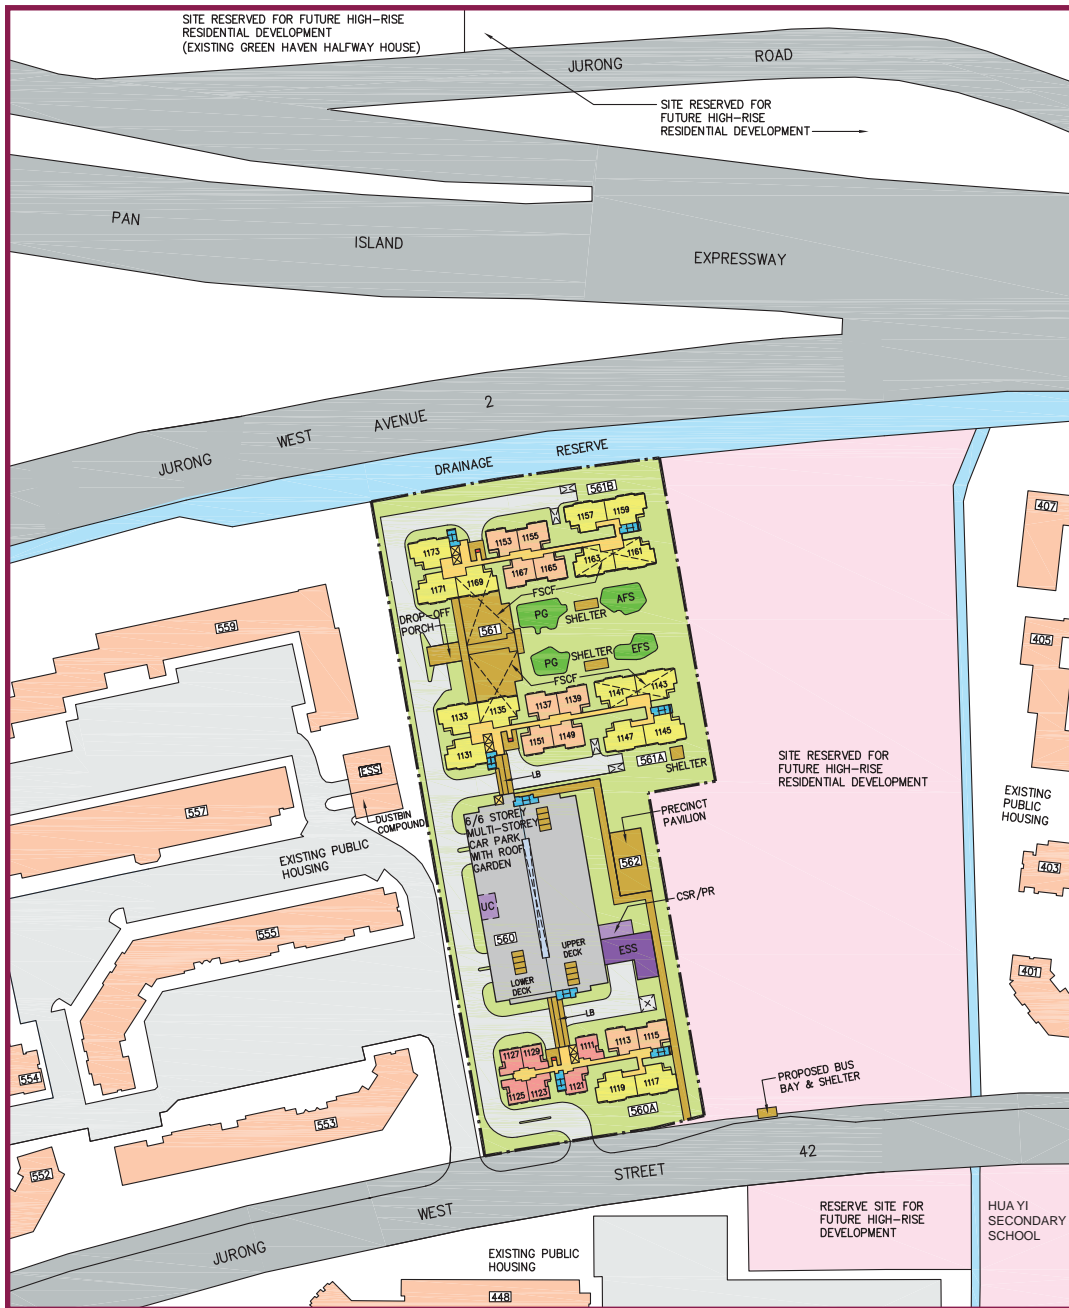 SITE RESERVED FOR FUTURE HIGH-RISE
RESIDENTIAL DEVELOPMENT
(EXISTING GREEN HAVEN HALFWAY HOUSE)
JURONG ROAD
SITE RESERVED FOR
FUTURE HIGH-RISE
RESIDENTIAL DEVELOPMENT
PAN ISLAND EXPRESSWAY
JURONG WEST AVENUE 2
DRAINAGE RESERVE
561B
1157 1159
1153 1155
1173
1163 1161
1167 1165
1171 1169
407
FSCF
DROP-OFF
PORCH
PG
AFS
SHELTER
559
561
405
PG
SHELTER
EFS
FSCF
1141 1143
1137 1139
1133 1135
1151 1149
1147 1145
1131
561A
SHELTER
SITE RESERVED FOR
FUTURE HIGH-RISE
RESIDENTIAL DEVELOPMENT
ESS
LB
557
DUSTBIN
COMPOUND
6/6 STOREY
MULTI-STOREY
CAR PARK
WITH ROOF
GARDEN
PRECINCT
PAVILION
EXISTING
PUBLIC
HOUSING
EXISTING PUBLIC
HOUSING
562
403
CSR/PR
UC
555
560
UPPER
DECK
ESS
LOWER
DECK
401
LB
1127 1129
1111
1113 1115
1125 1123
1121
1119 1117
560A
554
PROPOSED BUS
BAY & SHELTER
553
552
JURONG WEST STREET 42
RESERVE SITE FOR
FUTURE HIGH-RISE
DEVELOPMENT
HUA YI
SECONDARY
SCHOOL
EXISTING PUBLIC
HOUSING
448